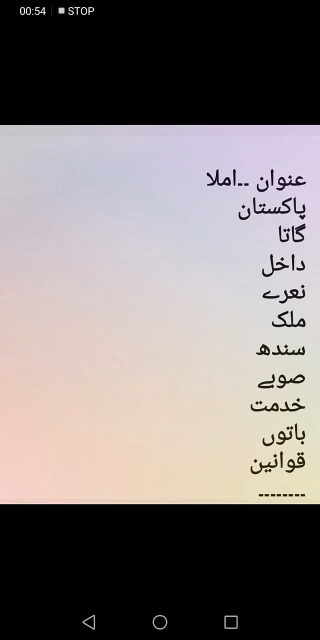 00:54 STOP
عنوان ..املا
پاکستان
گاتا
داخل
نعرے
ملک
سندھ
صوبے
خدمت
باتوں
قوانین
--------